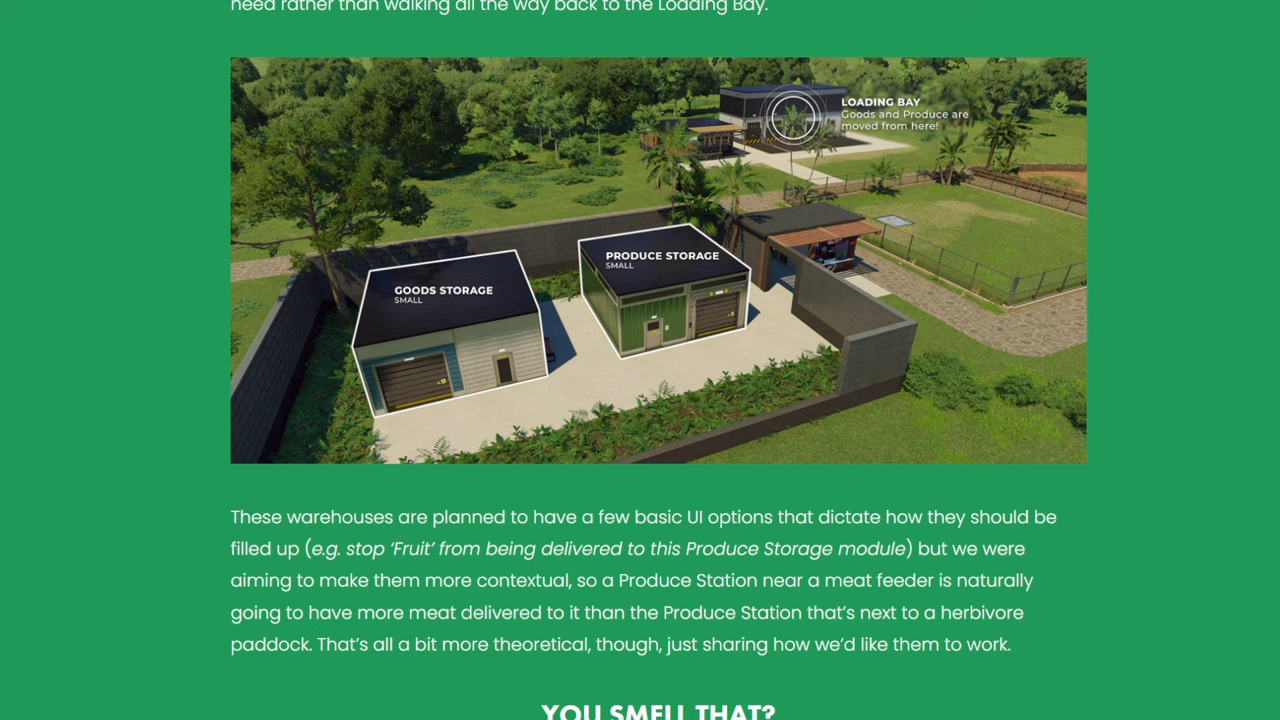 need rather than walking all the way back to the Loading Bay.
LOADING BAY
Goods and Produce are
moved from here!
PRODUCE STORAGE
SMALL
GOODS STORAGE
SMALL
These warehouses are planned to have a few basic UI options that dictate how they should be
filled up (e.g. stop ‘Fruit’ from being delivered to this Produce Storage module) but we were
aiming to make them more contextual, so a Produce Station near a meat feeder is naturally
going to have more meat delivered to it than the Produce Station that’s next to a herbivore
paddock. That’s all a bit more theoretical, though, just sharing how we’d like them to work.
YOU SMELL THAT?